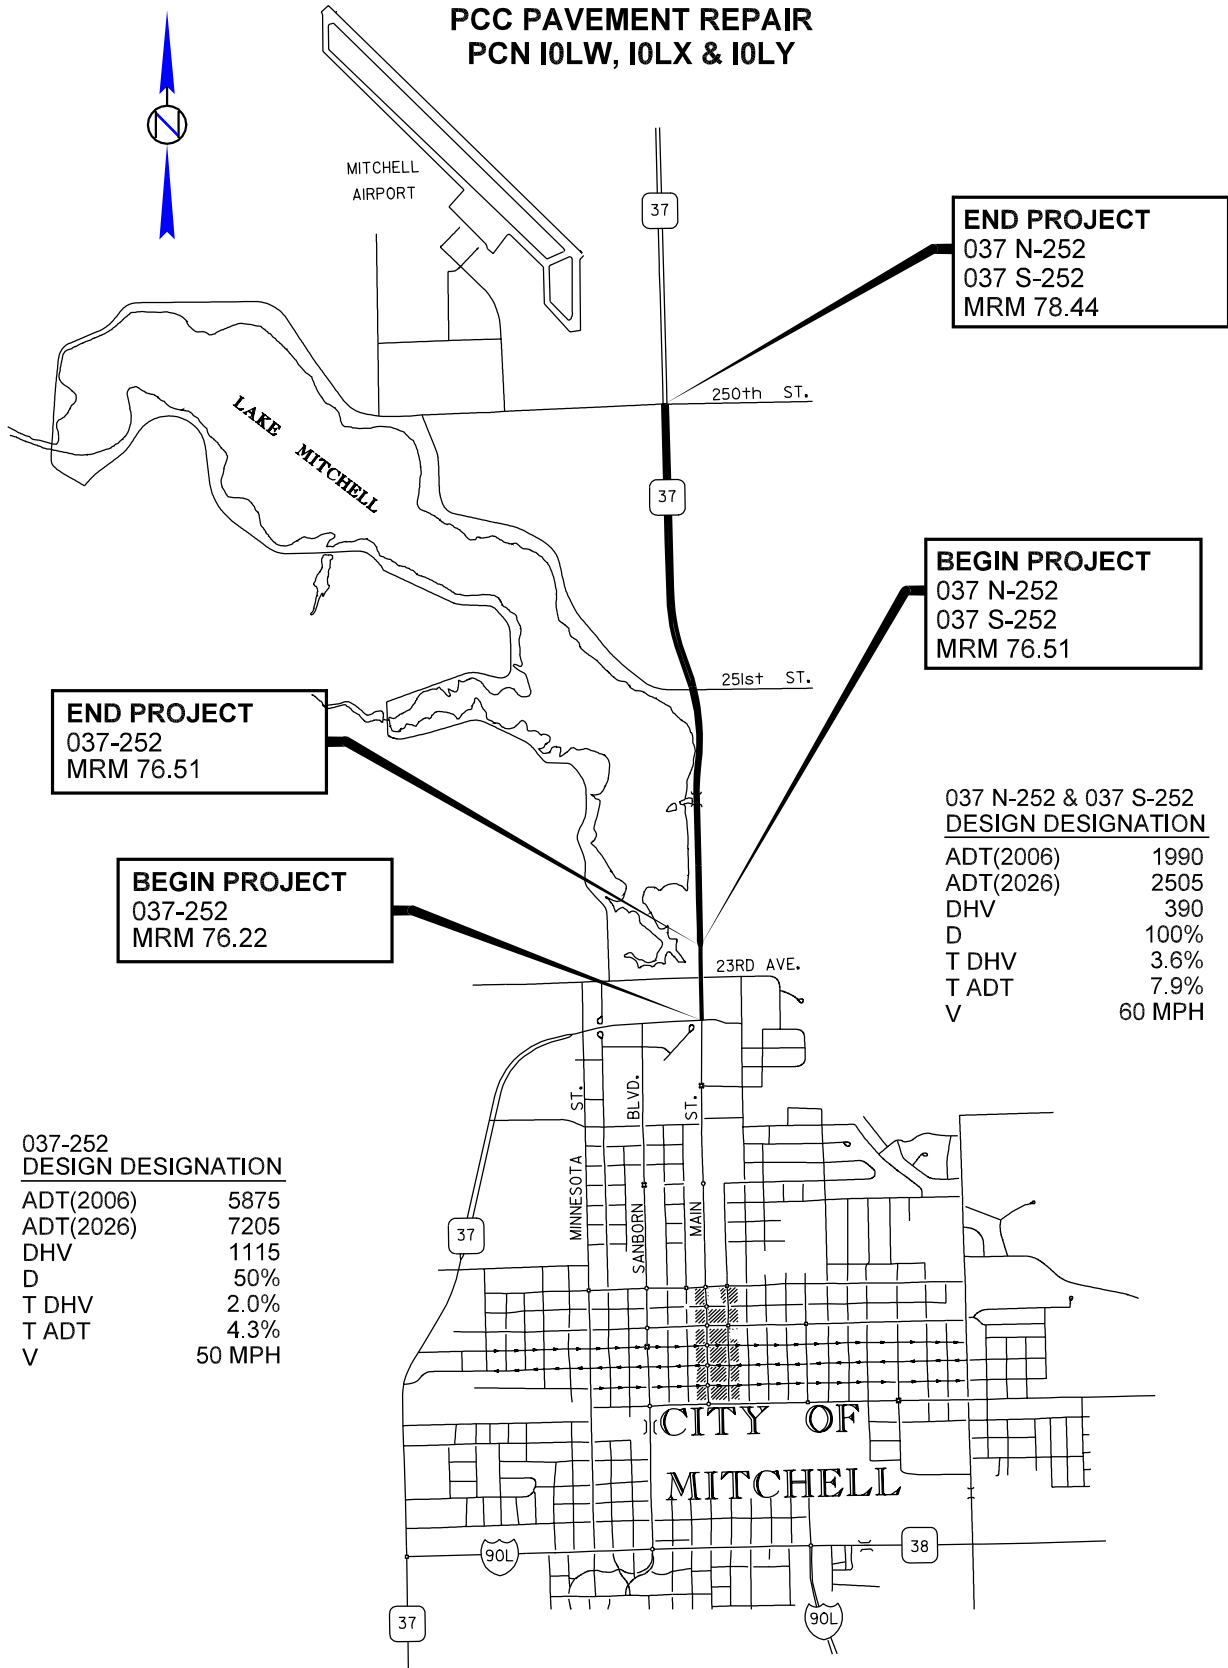 PCC PAVEMENT REPAIR
PCN I0LW, I0LX & I0LY
N
MITCHELL
AIRPORT
37
END PROJECT
037 N-252
037 S-252
MRM 78.44
250th ST.
LAKE MITCHELL
37
BEGIN PROJECT
037 N-252
037 S-252
MRM 76.51
251st ST.
END PROJECT
037-252
MRM 76.51
037 N-252 & 037 S-252
DESIGN DESIGNATION
ADT(2006) 1990
ADT(2026) 2505
DHV 390
D 100%
T DHV 3.6%
T ADT 7.9%
V 60 MPH
BEGIN PROJECT
037-252
MRM 76.22
23RD AVE.
MINNESOTA ST.
SANBORN BLVD.
MAIN ST.
037-252
DESIGN DESIGNATION
ADT(2006) 5875
ADT(2026) 7205
DHV 1115
D 50%
T DHV 2.0%
T ADT 4.3%
V 50 MPH
37
CITY OF
MITCHELL
90L
38
37
90L